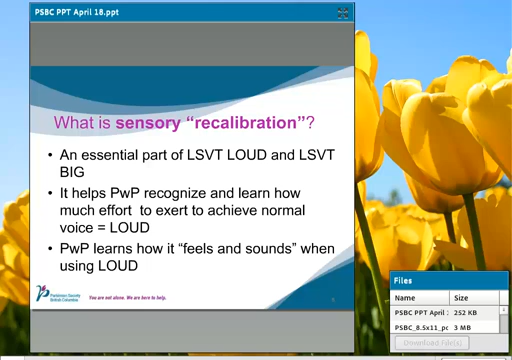 PSBC PPT April 18.ppt
What is sensory “recalibration”?
• An essential part of LSVT LOUD and LSVT
BIG
• It helps PwP recognize and learn how
much effort to exert to achieve normal
voice = LOUD
• PwP learns how it “feels and sounds” when
using LOUD
Parkinson Society
British Columbia
You are not alone. We are here to help.
Files
Name Size
PSBC PPT April 252 KB
PSBC_8.5x11_pc 3 MB
Download File(s)